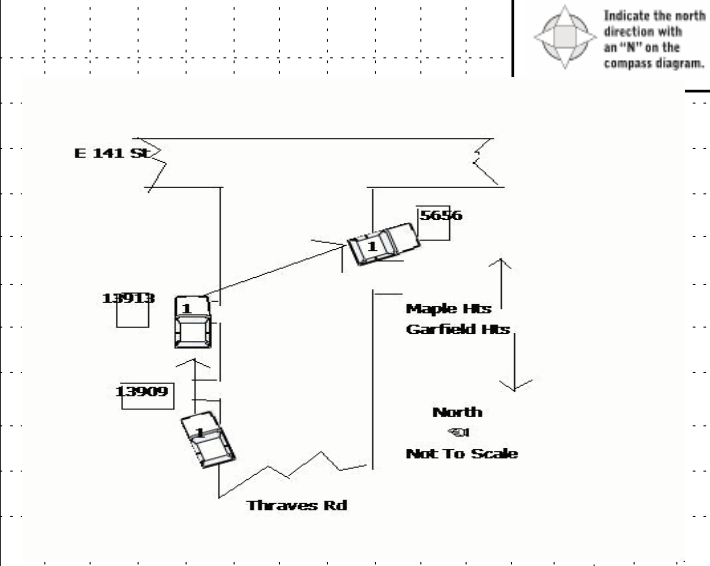 Indicate the north
direction with
an "N" on the
compass diagram.
E 141 St
5656
1
13913
1
Maple Hts
Garfield Hts
13909
1
North
Not To Scale
Thraves Rd